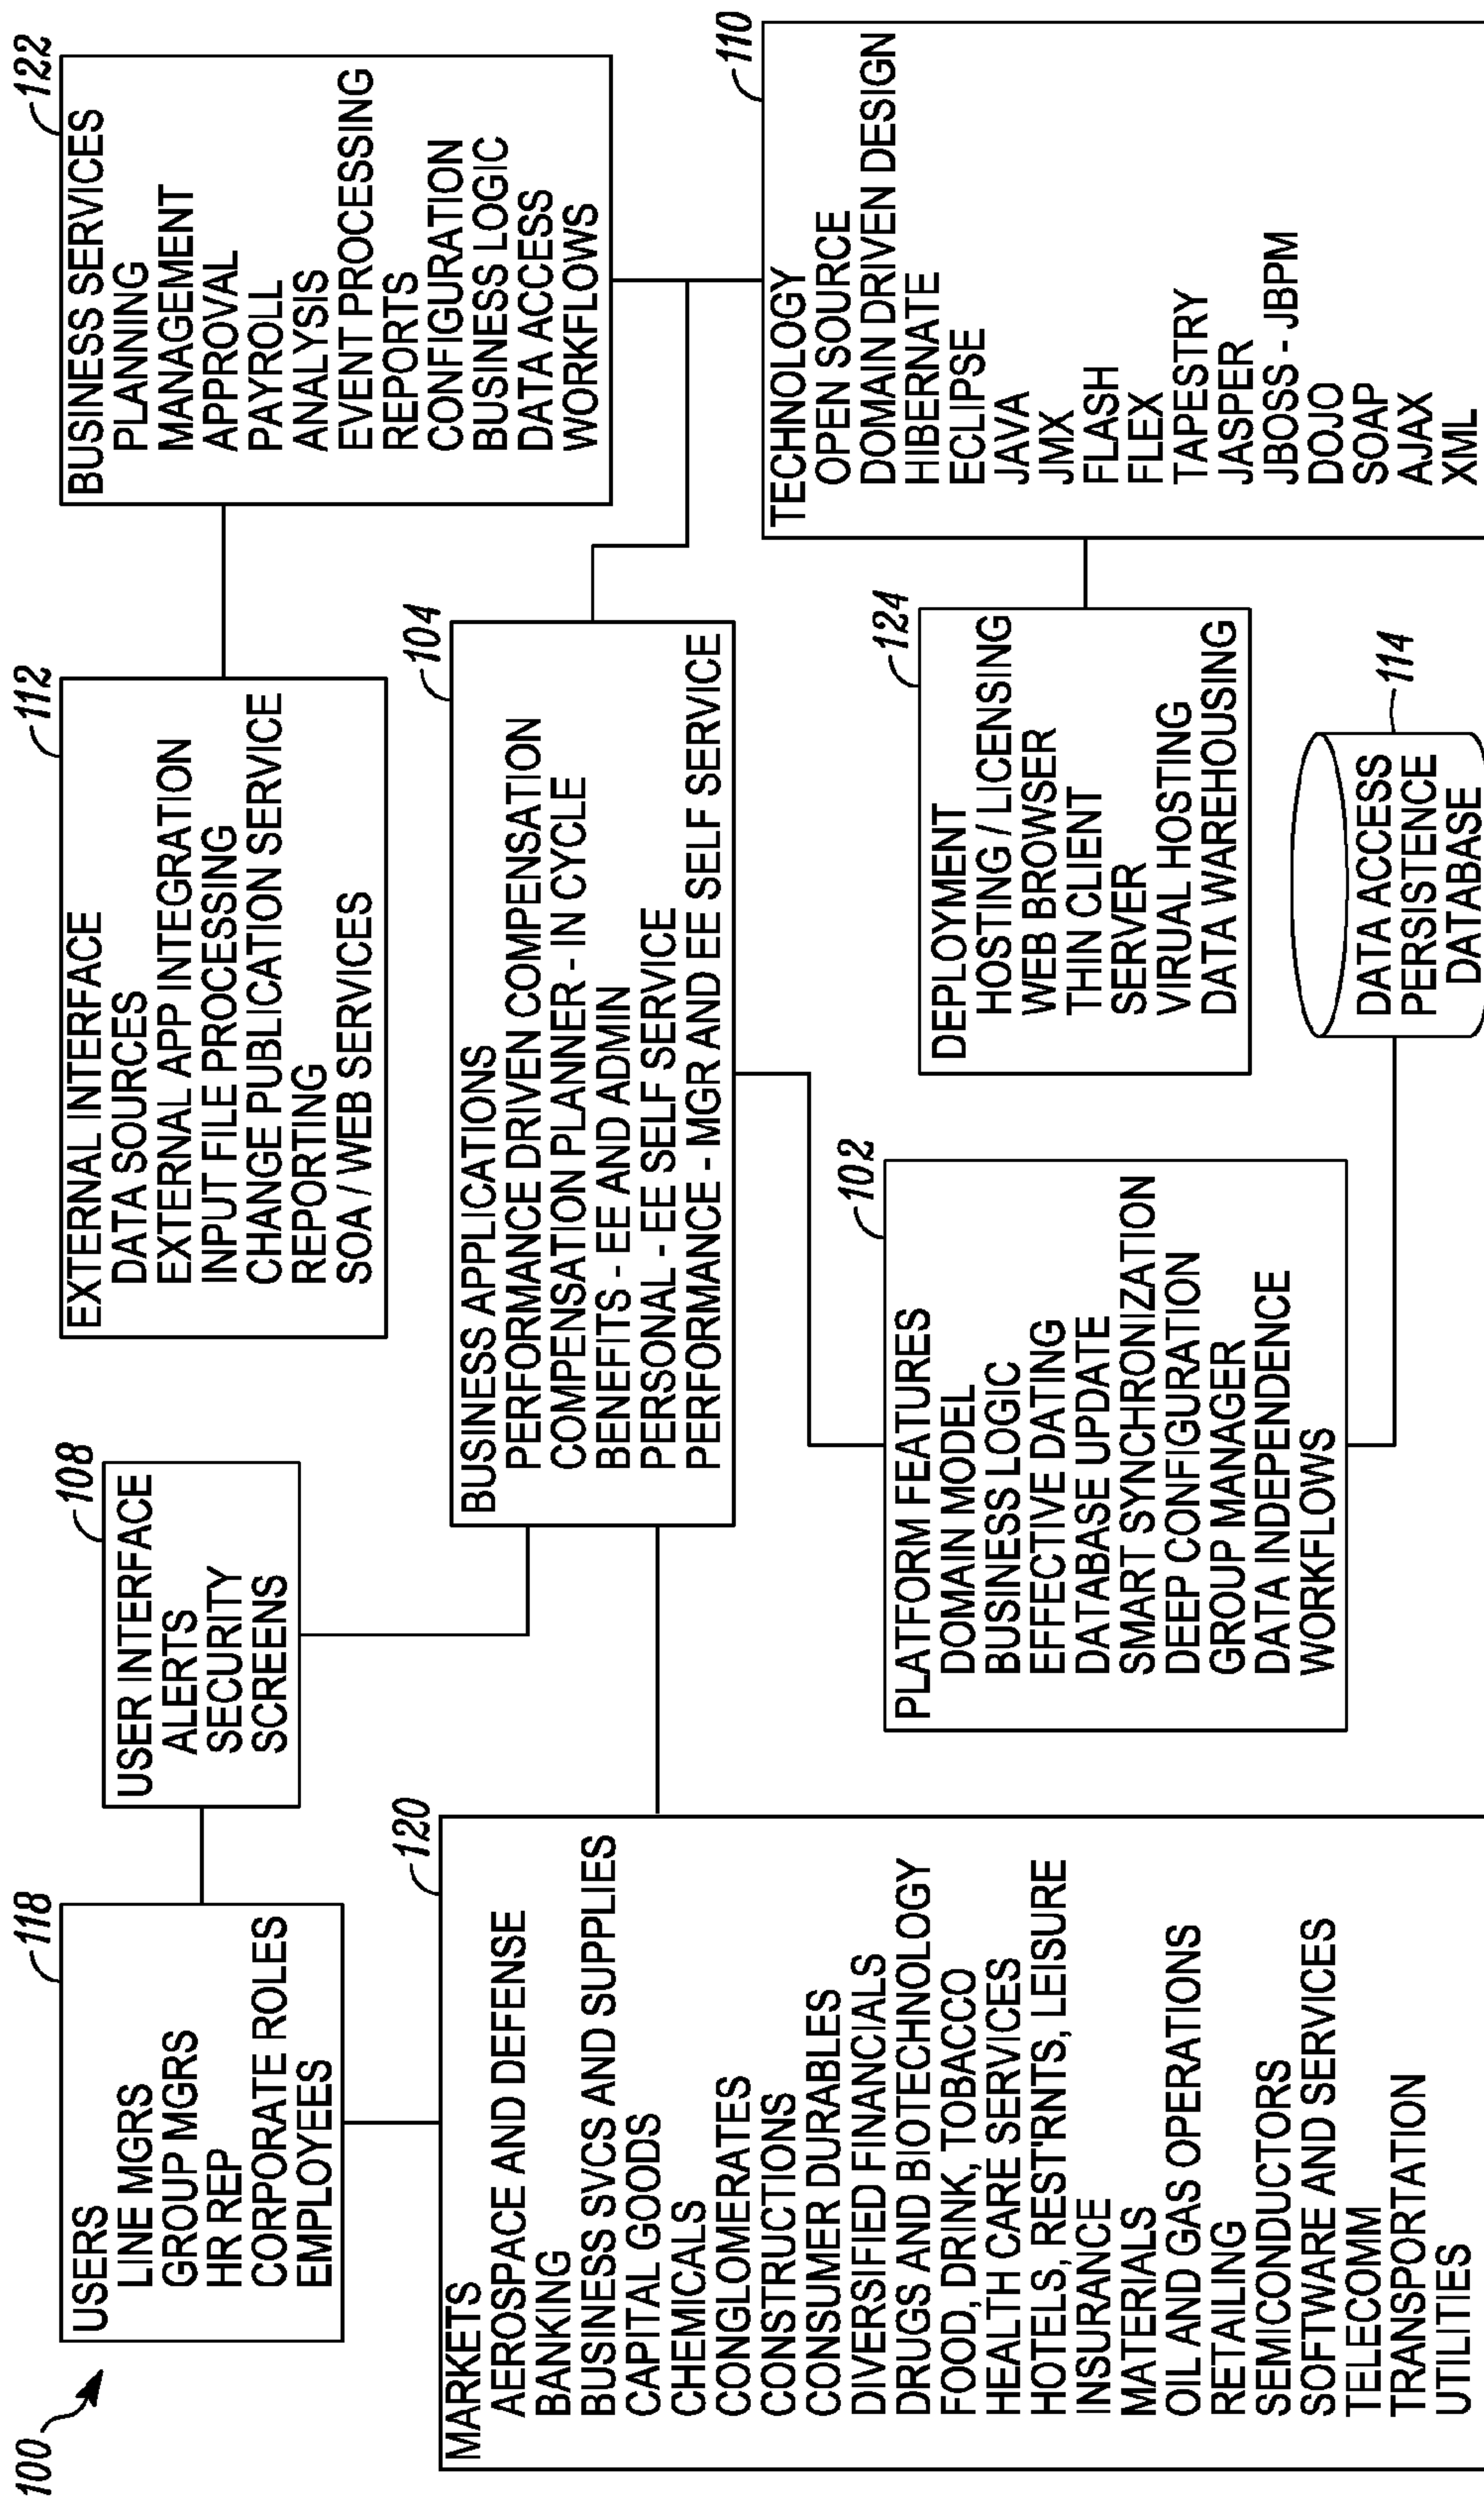 100
118
USERS
LINE MGRS
GROUP MGRS
HR REP
CORPORATE ROLES
EMPLOYEES
108
USER INTERFACE
ALERTS
SECURITY
SCREENS
112
EXTERNAL INTERFACE
DATA SOURCES
EXTERNAL APP INTEGRATION
INPUT FILE PROCESSING
CHANGE PUBLICATION SERVICE
REPORTING
SOA / WEB SERVICES
122
BUSINESS SERVICES
PLANNING
MANAGEMENT
APPROVAL
PAYROLL
ANALYSIS
EVENT PROCESSING
REPORTS
CONFIGURATION
BUSINESS LOGIC
DATA ACCESS
WORKFLOWS
120
MARKETS
AEROSPACE AND DEFENSE
BANKING
BUSINESS SVCS AND SUPPLIES
CAPITAL GOODS
CHEMICALS
CONGLOMERATES
CONSTRUCTIONS
CONSUMER DURABLES
DIVERSIFIED FINANCIALS
DRUGS AND BIOTECHNOLOGY
FOOD, DRINK, TOBACCO
HEALTH CARE SERVICES
HOTELS, REST'RNTS, LEISURE
INSURANCE
MATERIALS
OIL AND GAS OPERATIONS
RETAILING
SEMICONDUCTORS
SOFTWARE AND SERVICES
TELECOMM
TRANSPORTATION
UTILITIES
104
BUSINESS APPLICATIONS
PERFORMANCE DRIVEN COMPENSATION
COMPENSATION PLANNER - IN CYCLE
BENEFITS - EE AND ADMIN
PERSONAL - EE SELF SERVICE
PERFORMANCE - MGR AND EE SELF SERVICE
102
PLATFORM FEATURES
DOMAIN MODEL
BUSINESS LOGIC
EFFECTIVE DATING
DATABASE UPDATE
SMART SYNCHRONIZATION
DEEP CONFIGURATION
GROUP MANAGER
DATA INDEPENDENCE
WORKFLOWS
124
DEPLOYMENT
HOSTING / LICENSING
WEB BROWSER
THIN CLIENT
SERVER
VIRUAL HOSTING
DATA WAREHOUSING
114
DATA ACCESS
PERSISTENCE
DATABASE
110
TECHNOLOGY
OPEN SOURCE
DOMAIN DRIVEN DESIGN
HIBERNATE
ECLIPSE
JAVA
JMX
FLASH
FLEX
TAPESTRY
JASPER
JBOSS - JBPM
DOJO
SOAP
AJAX
XML